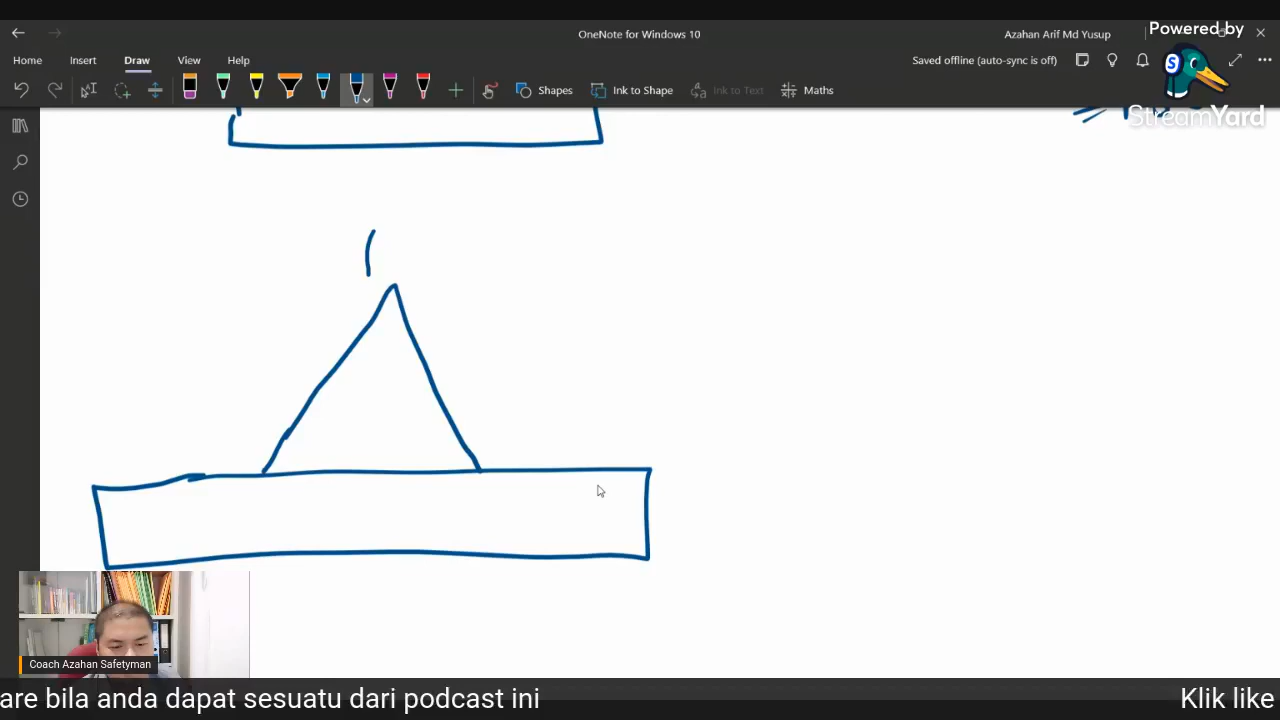 OneNote for Windows 10
Azahan Arif Md Yusup
Powered by
Home Insert Draw View Help
Saved offline (auto-sync is off)
Shapes Ink to Shape Ink to Text Maths
S
StreamYard
Coach Azahan Safetyman
are bila anda dapat sesuatu dari podcast ini Klik like